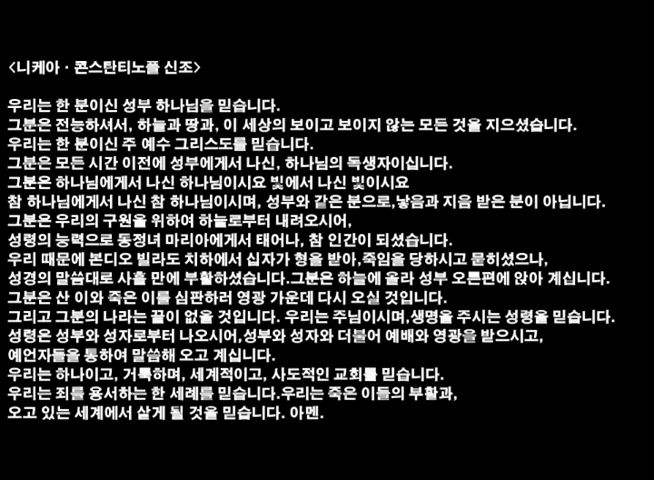 <니케아 · 콘스탄티노플 신조>
우리는 한 분이신 성부 하나님을 믿습니다.
그분은 전능하셔서, 하늘과 땅과, 이 세상의 보이고 보이지 않는 모든 것을 지으셨습니다.
우리는 한 분이신 주 예수 그리스도를 믿습니다.
그분은 모든 시간 이전에 성부에게서 나신, 하나님의 독생자이십니다.
그분은 하나님에게서 나신 하나님이시요 빛에서 나신 빛이시요
참 하나님에게서 나신 참 하나님이시며, 성부와 같은 분으로,낳음과 지음 받은 분이 아닙니다.
그분은 우리의 구원을 위하여 하늘로부터 내려오시어,
성령의 능력으로 동정녀 마리아에게서 태어나, 참 인간이 되셨습니다.
우리 때문에 본디오 빌라도 치하에서 십자가 형을 받아,죽임을 당하시고 묻히셨으나,
성경의 말씀대로 사흘 만에 부활하셨습니다.그분은 하늘에 올라 성부 오른편에 앉아 계십니다.
그분은 산 이와 죽은 이를 심판하러 영광 가운데 다시 오실 것입니다.
그리고 그분의 나라는 끝이 없을 것입니다. 우리는 주님이시며,생명을 주시는 성령을 믿습니다.
성령은 성부와 성자로부터 나오시어,성부와 성자와 더불어 예배와 영광을 받으시고,
예언자들을 통하여 말씀해 오고 계십니다.
우리는 하나이고, 거룩하며, 세계적이고, 사도적인 교회를 믿습니다.
우리는 죄를 용서하는 한 세례를 믿습니다.우리는 죽은 이들의 부활과,
오고 있는 세계에서 살게 될 것을 믿습니다. 아멘.